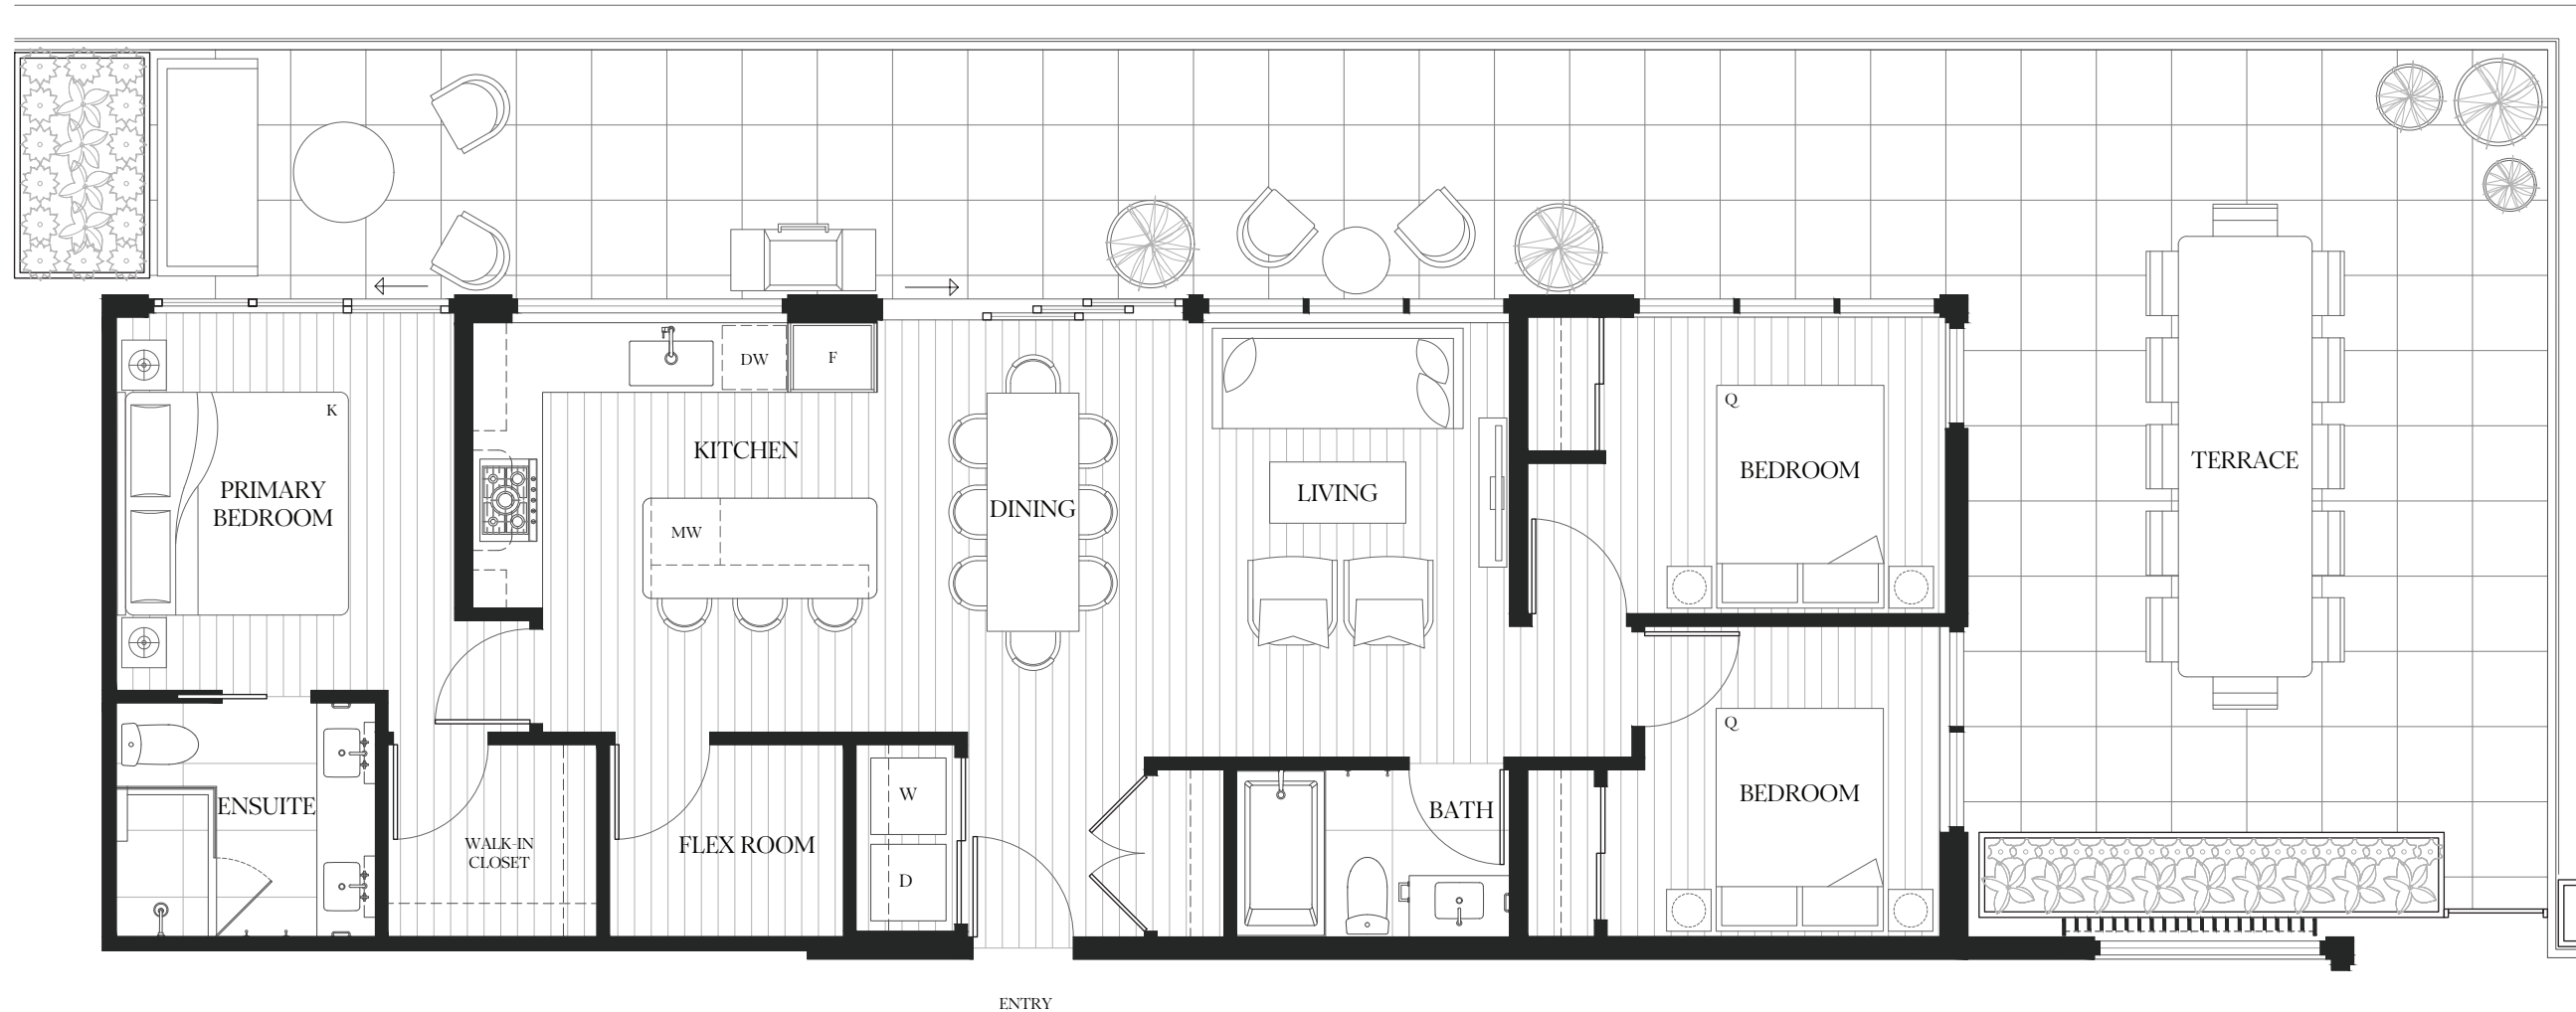 K
PRIMARY
BEDROOM
DW
F
KITCHEN
MW
DINING
LIVING
Q
BEDROOM
TERRACE
ENSUITE
WALK-IN
CLOSET
FLEX ROOM
W
D
BATH
Q
BEDROOM
ENTRY